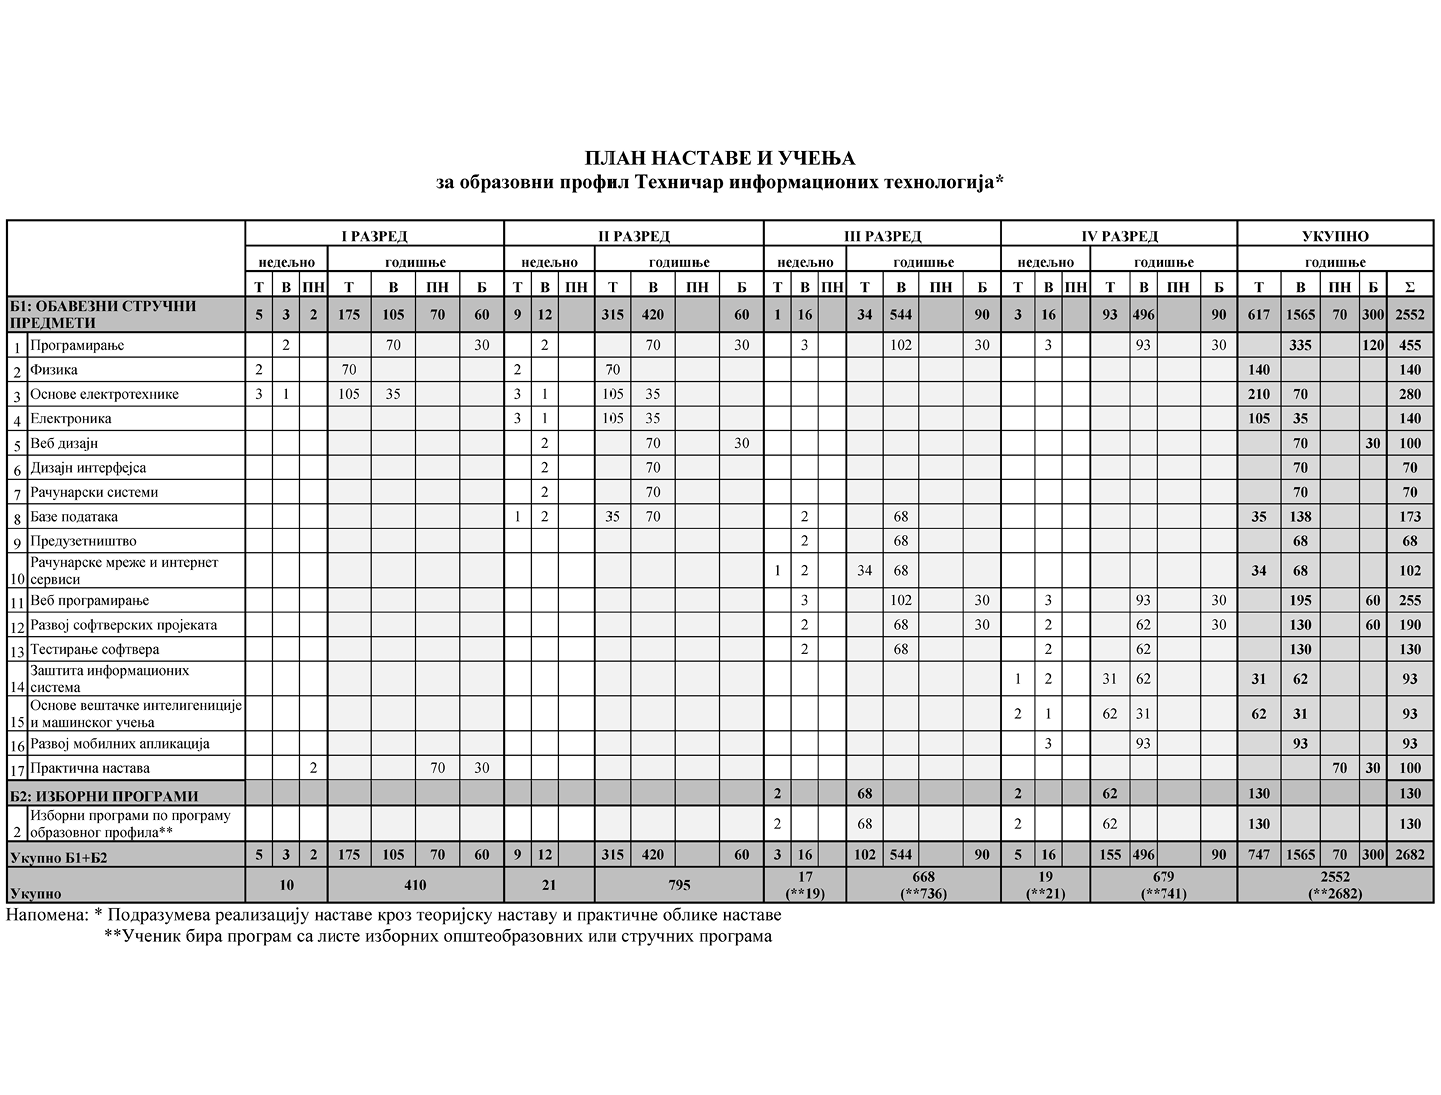 ПЛАН НАСТАВЕ И УЧЕЊА
за образовни профил Техничар информационих технологија*
I РАЗРЕД II РАЗРЕД III РАЗРЕД IV РАЗРЕД УКУПНО
недељно годишње недељно годишње недељно годишње недељно годишње годишње
Т В ПН Т В ПН Б Т В ПН Т В ПН Б Т В ПН Т В ПН Б Т В ПН Т В ПН Б Т В ПН Б Σ
Б1: ОБАВЕЗНИ СТРУЧНИ
ПРЕДМЕТИ 5 3 2 175 105 70 60 9 12 315 420 60 1 16 34 544 90 3 16 93 496 90 617 1565 70 300 2552
1 Програмирање 2 70 30 2 70 30 3 102 30 3 93 30 335 120 455
2 Физика 2 70 2 70 140 140
3 Основе електротехнике 3 1 105 35 3 1 105 35 210 70 280
4 Електроника 3 1 105 35 105 35 140
5 Веб дизајн 2 70 30 70 30 100
6 Дизајн интерфејса 2 70 70 70
7 Рачунарски системи 2 70 70 70
8 Базе података 1 2 35 70 2 68 35 138 173
9 Предузетништво 2 68 68 68
Рачунарске мреже и интернет
10 сервиси 1 2 34 68 34 68 102
11 Веб програмирање 3 102 30 3 93 30 195 60 255
12 Развој софтверских пројеката 2 68 30 2 62 30 130 60 190
13 Тестирање софтвера 2 68 2 62 130 130
Заштита информационих
14 система 1 2 31 62 31 62 93
Основе вештачке интелигениције
15 и машинског учења 2 1 62 31 62 31 93
16 Развој мобилних апликација 3 93 93 93
17 Практична настава 2 70 30 70 30 100
Б2: ИЗБОРНИ ПРОГРАМИ 2 68 2 62 130 130
Изборни програми по програму
2 образовног профила** 2 68 2 62 130 130
Укупно Б1+Б2 5 3 2 175 105 70 60 9 12 315 420 60 3 16 102 544 90 5 16 155 496 90 747 1565 70 300 2682
Укупно 10 410 21 795 17 668 19 679 2552
(**19) (**736) (**21) (**741) (**2682)
Напомена: * Подразумева реализацију наставе кроз теоријску наставу и практичне облике наставе
**Ученик бира програм са листе изборних општеобразовних или стручних програма